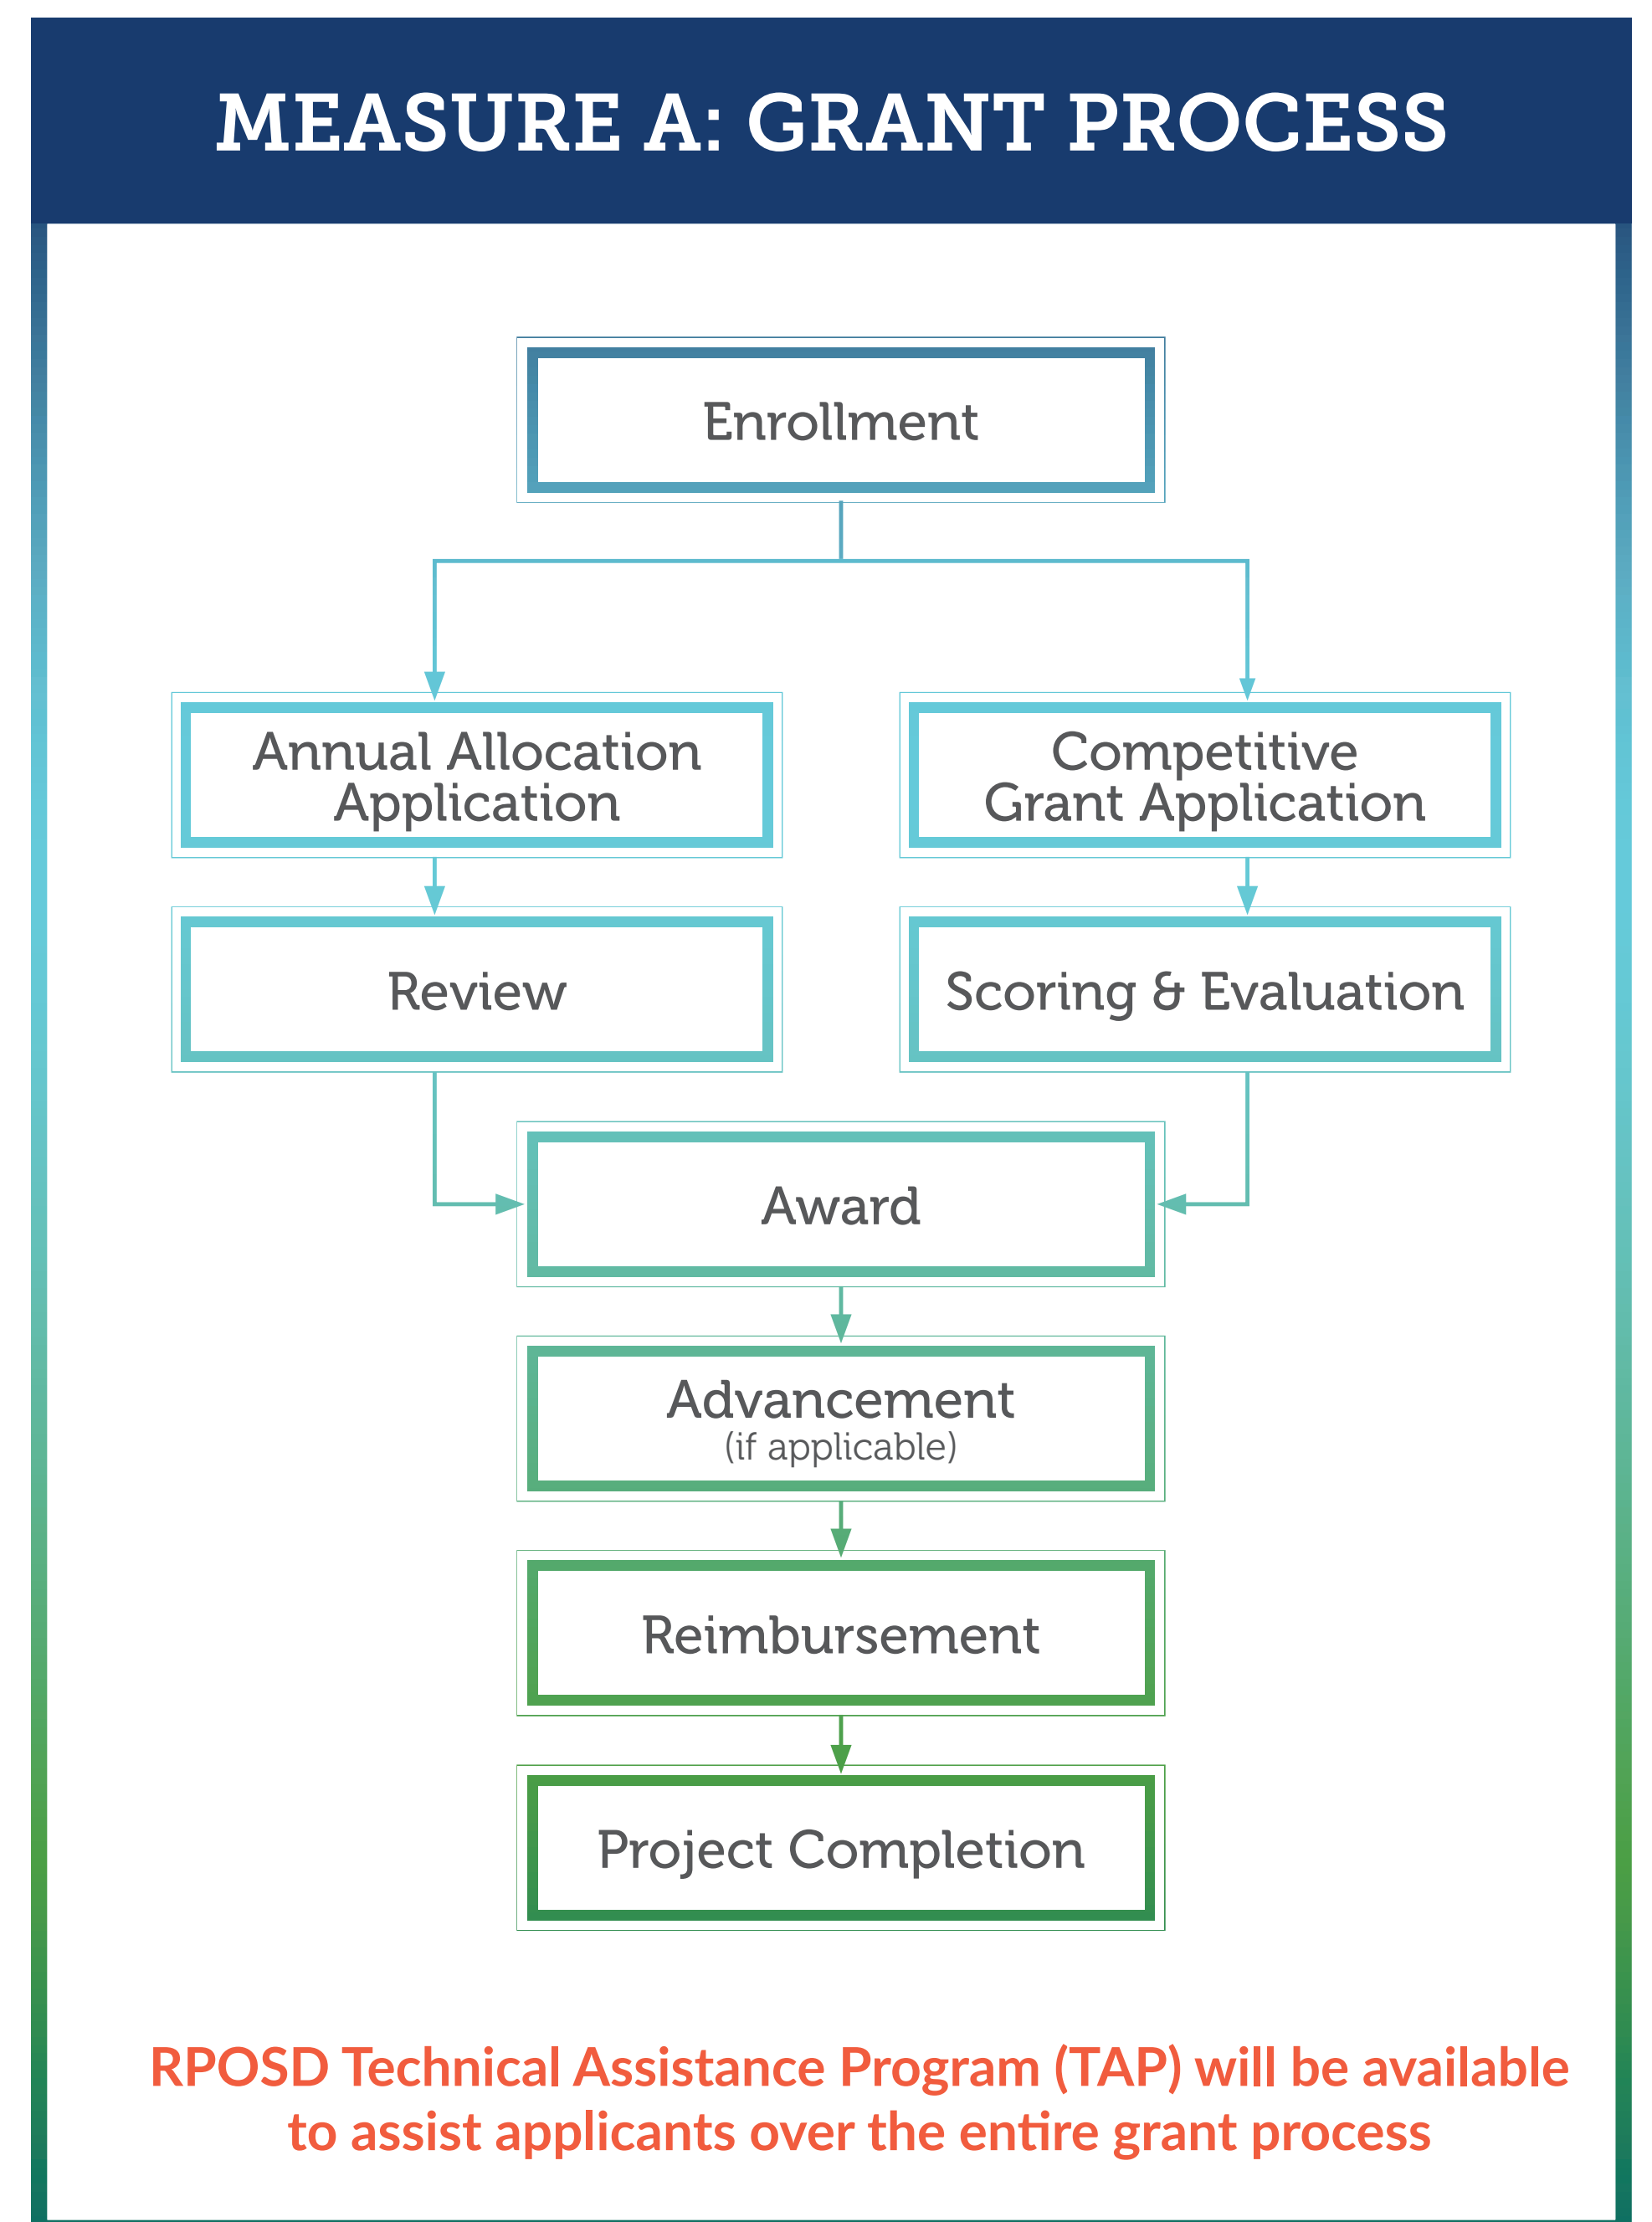 MEASURE A: GRANT PROCESS
Enrollment
Annual Allocation
Application
Competitive
Grant Application
Review
Scoring & Evaluation
Award
Advancement
(if applicable)
Reimbursement
Project Completion
RPOSD Technical Assistance Program (TAP) will be available
to assist applicants over the entire grant process